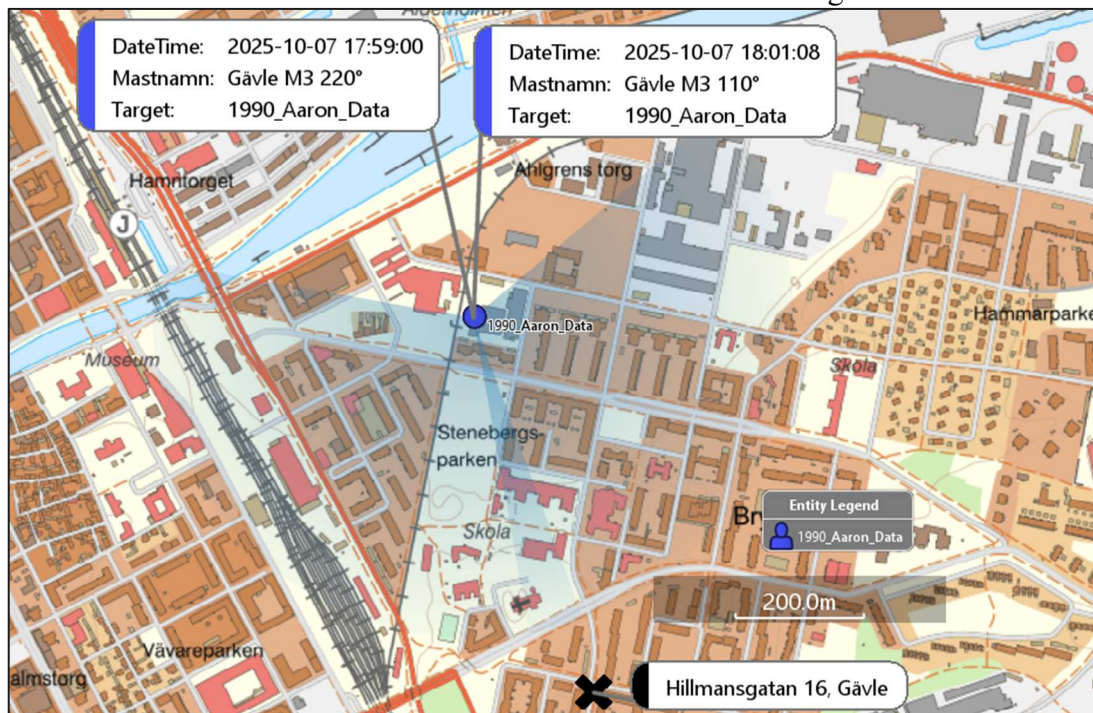 DateTime: 2025-10-07 17:59:00
Mastnamn: Gävle M3 220°
Target: 1990_Aaron_Data
DateTime: 2025-10-07 18:01:08
Mastnamn: Gävle M3 110°
Target: 1990_Aaron_Data
Hamntorget
Ahlgrens torg
J
1990_Aaron_Data
Hammarparke
Museum
Skola
Stenebergs-
parken
Entity Legend
1990_Aaron_Data
Br
Skola
200.0m
Vävareparken
almstorg
Hillmansgatan 16, Gävle